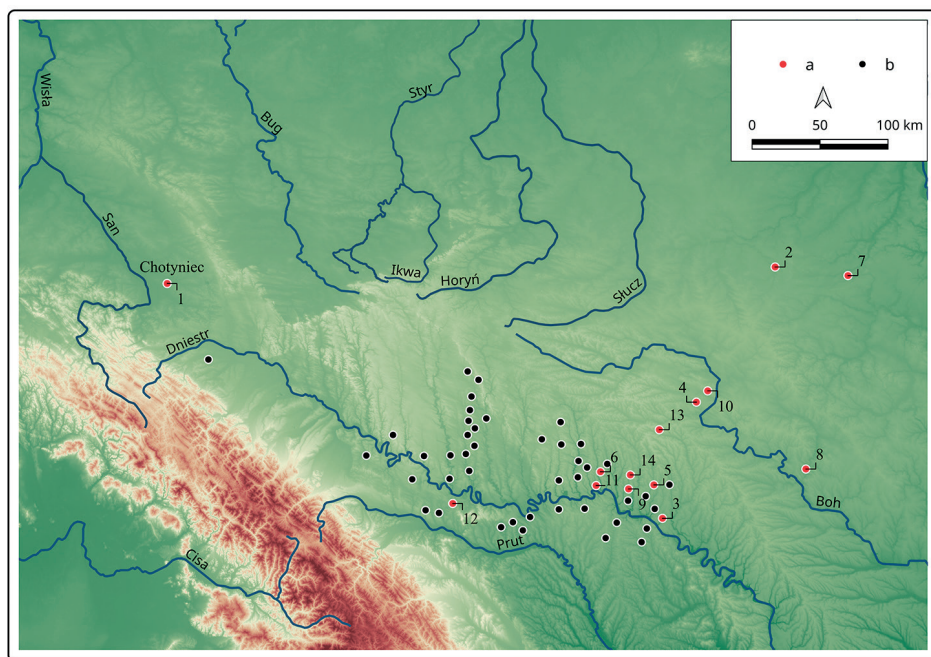 a b
0 50 100 km
Wisła
Bug
Styr
San
Chotyniec
1
Ikwa
Horyń
Słucz
2
7
Dniestr
4
10
13
6
14
5
8
11
9
3
12
Boh
Prut
Cisa